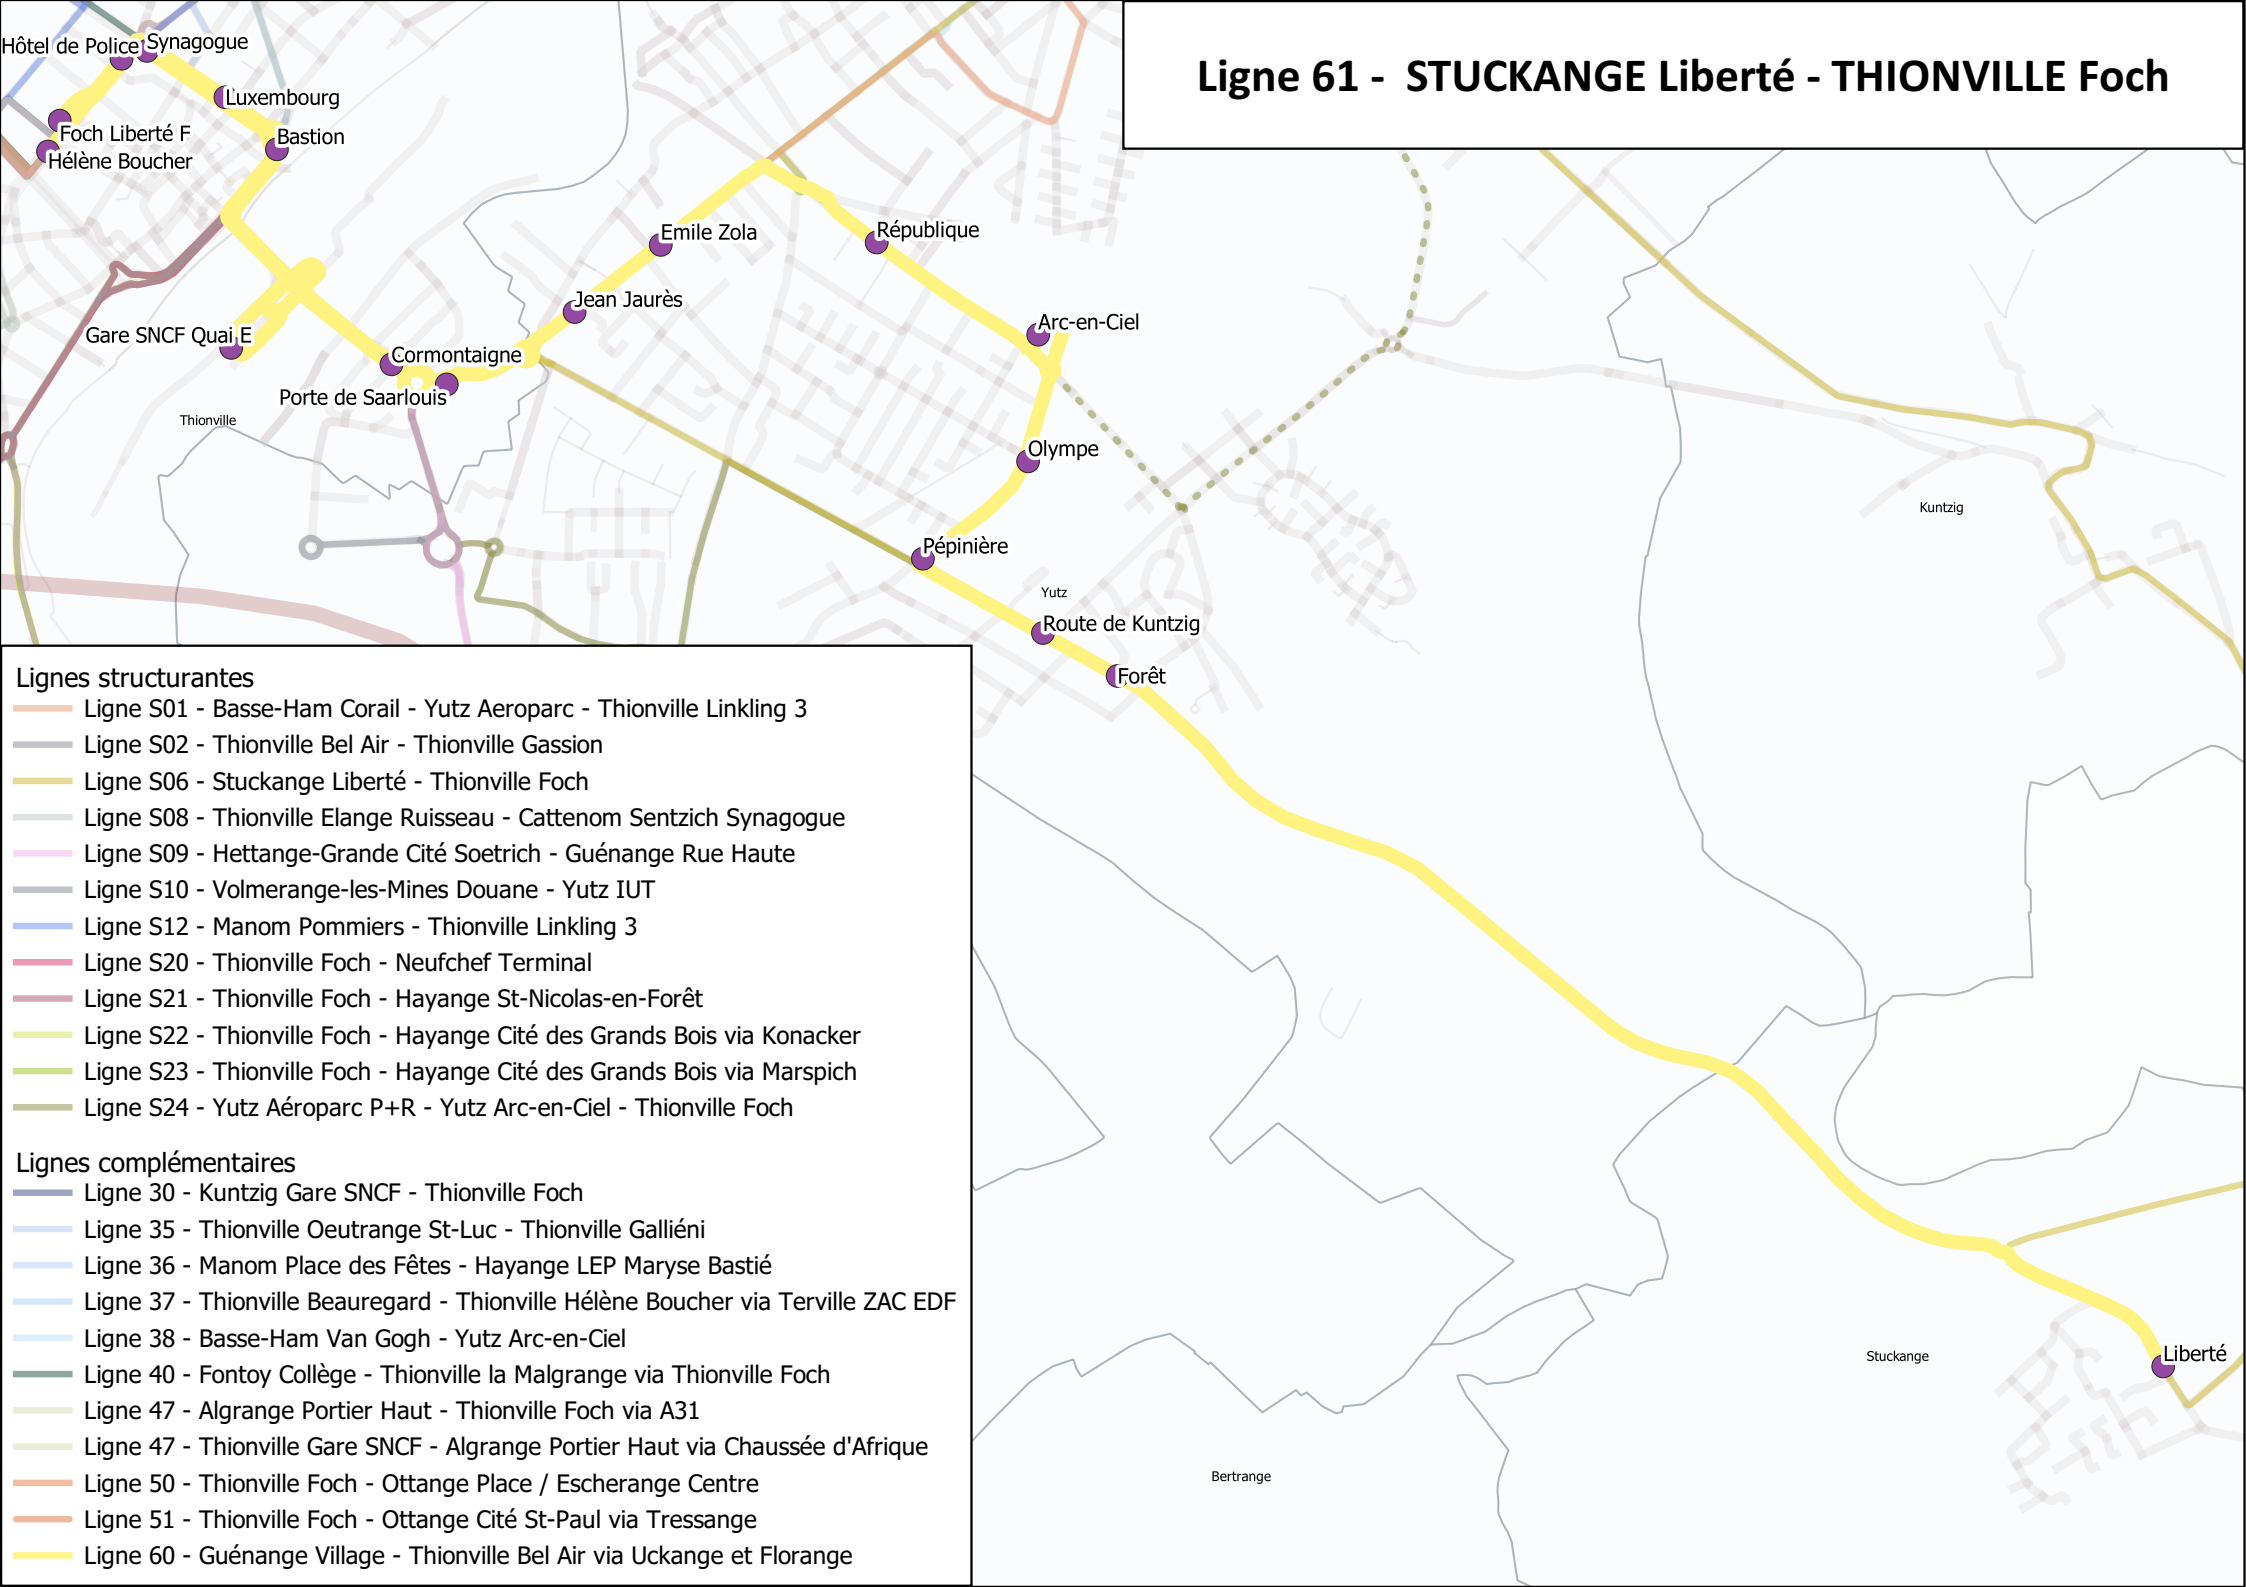 Ligne 61 - STUCKANGE Liberté - THIONVILLE Foch
Hôtel de Police
Synagogue
Luxembourg
Foch Liberté F
Bastion
Hélène Boucher
Emile Zola
République
Jean Jaurès
Arc-en-Ciel
Gare SNCF Quai E
Cormontaigne
Porte de Saarlouis
Thionville
Olympe
Kuntzig
Pépinière
Yutz
Route de Kuntzig
Forêt
Liberté
Stuckange
Bertrange
Lignes structurantes
Ligne S01 - Basse-Ham Corail - Yutz Aeroparc - Thionville Linkling 3
Ligne S02 - Thionville Bel Air - Thionville Gassion
Ligne S06 - Stuckange Liberté - Thionville Foch
Ligne S08 - Thionville Elange Ruisseau - Cattenom Sentzich Synagogue
Ligne S09 - Hettange-Grande Cité Soetrich - Guénange Rue Haute
Ligne S10 - Volmerange-les-Mines Douane - Yutz IUT
Ligne S12 - Manom Pommiers - Thionville Linkling 3
Ligne S20 - Thionville Foch - Neufchef Terminal
Ligne S21 - Thionville Foch - Hayange St-Nicolas-en-Forêt
Ligne S22 - Thionville Foch - Hayange Cité des Grands Bois via Konacker
Ligne S23 - Thionville Foch - Hayange Cité des Grands Bois via Marspich
Ligne S24 - Yutz Aéroparc P+R - Yutz Arc-en-Ciel - Thionville Foch
Lignes complémentaires
Ligne 30 - Kuntzig Gare SNCF - Thionville Foch
Ligne 35 - Thionville Oeutrange St-Luc - Thionville Galliéni
Ligne 36 - Manom Place des Fêtes - Hayange LEP Maryse Bastié
Ligne 37 - Thionville Beauregard - Thionville Hélène Boucher via Terville ZAC EDF
Ligne 38 - Basse-Ham Van Gogh - Yutz Arc-en-Ciel
Ligne 40 - Fontoy Collège - Thionville la Malgrange via Thionville Foch
Ligne 47 - Algrange Portier Haut - Thionville Foch via A31
Ligne 47 - Thionville Gare SNCF - Algrange Portier Haut via Chaussée d'Afrique
Ligne 50 - Thionville Foch - Ottange Place / Escherange Centre
Ligne 51 - Thionville Foch - Ottange Cité St-Paul via Tressange
Ligne 60 - Guénange Village - Thionville Bel Air via Uckange et Florange